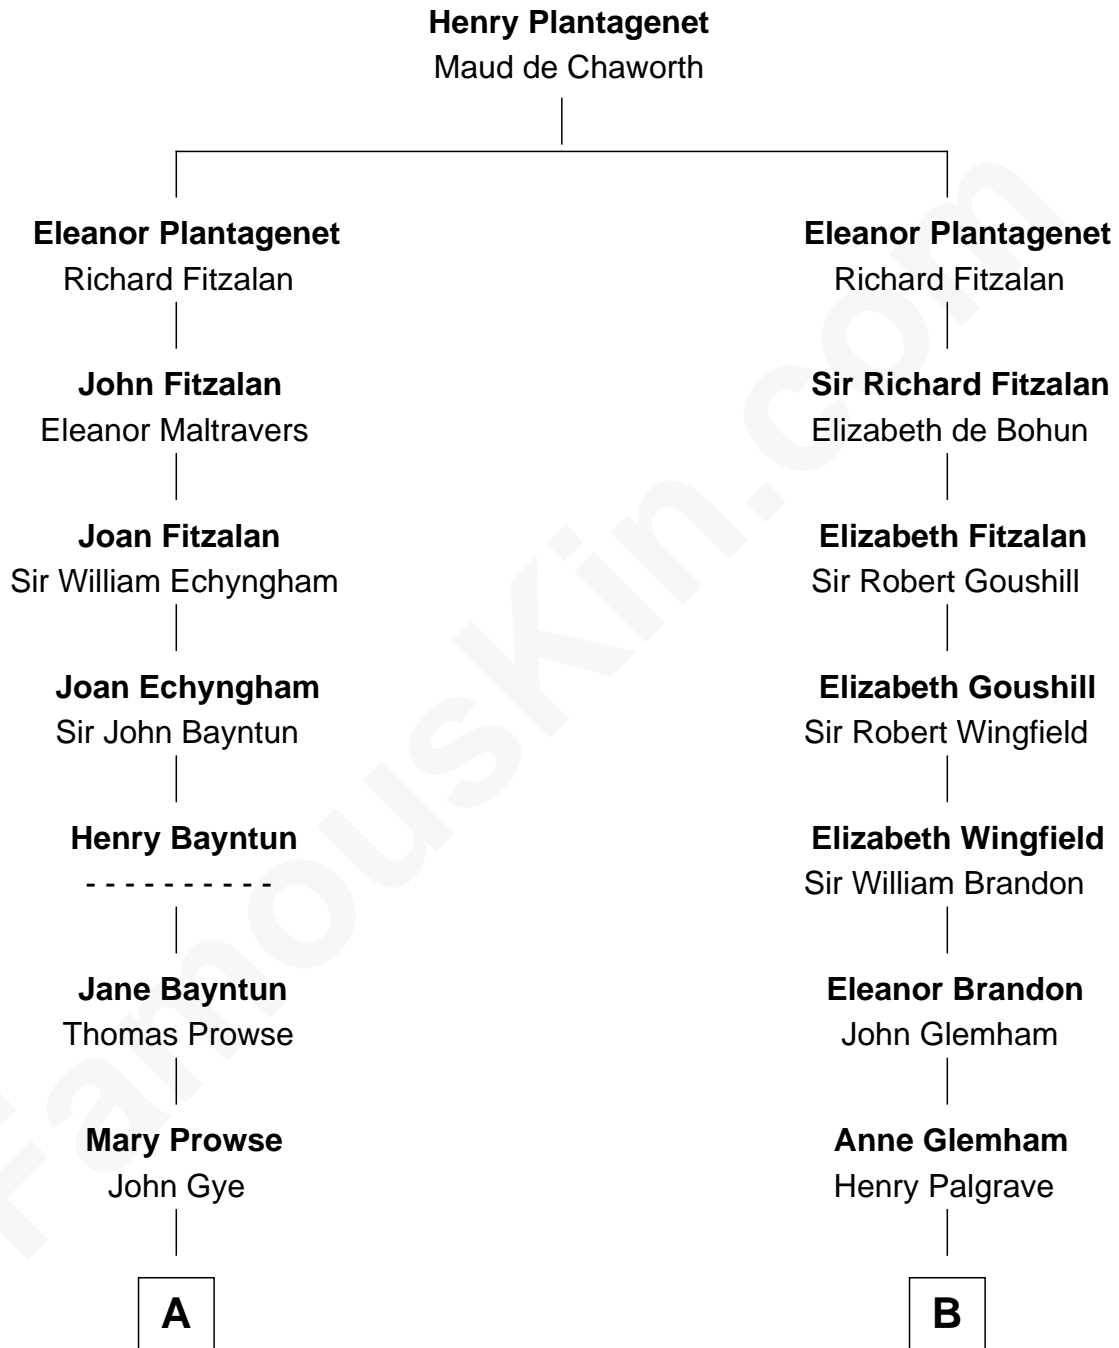 Henry Plantagenet
Maud de Chaworth
Eleanor Plantagenet
Richard Fitzalan
John Fitzalan
Eleanor Maltravers
Joan Fitzalan
Sir William Echyngham
Joan Echyngham
Sir John Bayntun
Henry Bayntun
- - - - - - - - - -
Jane Bayntun
Thomas Prowse
Mary Prowse
John Gye
A
Eleanor Plantagenet
Richard Fitzalan
Sir Richard Fitzalan
Elizabeth de Bohun
Elizabeth Fitzalan
Sir Robert Goushill
Elizabeth Goushill
Sir Robert Wingfield
Elizabeth Wingfield
Sir William Brandon
Eleanor Brandon
John Glemham
Anne Glemham
Henry Palgrave
B
FamousKin.com